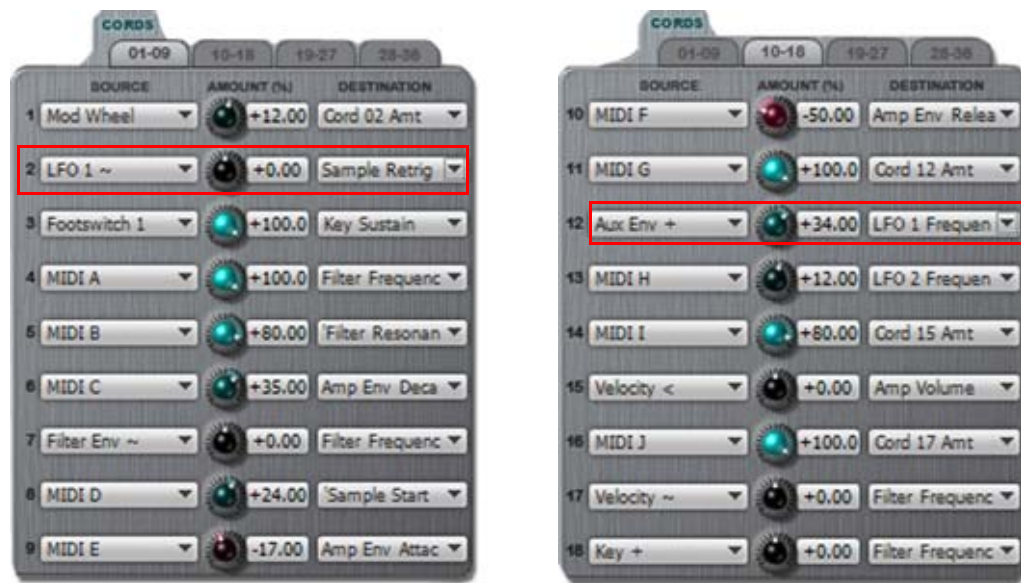 CORDS
01-09 10-18 19-27 28-36
SOURCE AMOUNT (%) DESTINATION
1 Mod Wheel +12.00 Cord 02 Amt
2 LFO 1 ~ +0.00 Sample Retrig
3 Footswitch 1 +100.0 Key Sustain
4 MIDI A +100.0 Filter Frequenc
5 MIDI B +80.00 'Filter Resonan
6 MIDI C +35.00 Amp Env Deca
7 Filter Env ~ +0.00 Filter Frequenc
8 MIDI D +24.00 'Sample Start
9 MIDI E -17.00 Amp Env Attac
CORDS
01-09 10-18 19-27 28-36
SOURCE AMOUNT (%) DESTINATION
10 MIDI F -50.00 Amp Env Relea
11 MIDI G +100.0 Cord 12 Amt
12 Aux Env + +34.00 LFO 1 Frequen
13 MIDI H +12.00 LFO 2 Frequen
14 MIDI I +80.00 Cord 15 Amt
15 Velocity < +0.00 Amp Volume
16 MIDI J +100.0 Cord 17 Amt
17 Velocity ~ +0.00 Filter Frequenc
18 Key + +0.00 Filter Frequenc